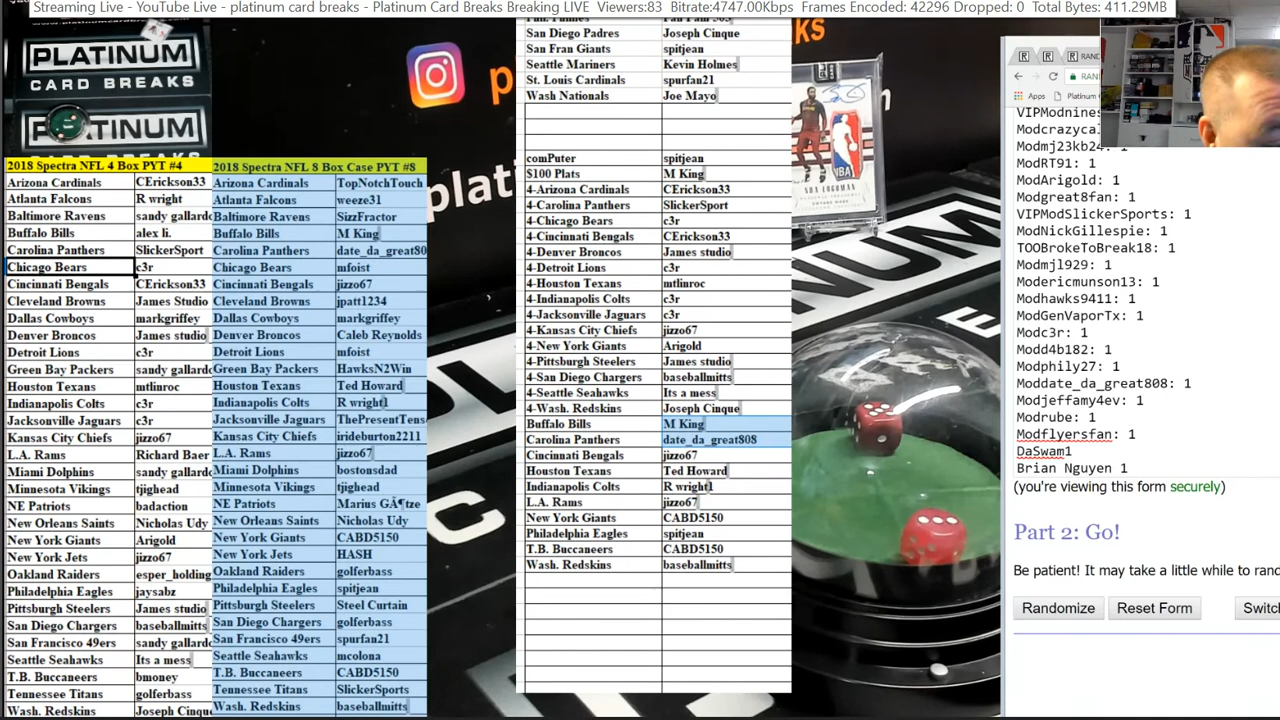 Streaming Live - YouTube Live - platinum card breaks - Platinum Card Breaks Breaking LIVE Viewers:83 Bitrate:4747.00Kbps Frames Encoded: 42296 Dropped: 0 Total Bytes: 411.29MB
PLATINUM
CARD BREAKS
PLATINUM
CARD BREAKS
2018 Spectra NFL 4 Box PYT #4
Arizona Cardinals CErickson33
Atlanta Falcons R wright
Baltimore Ravens sandy gallardo
Buffalo Bills alex li.
Carolina Panthers SlickerSport
Chicago Bears c3r
Cincinnati Bengals CErickson33
Cleveland Browns James Studio
Dallas Cowboys markgriffey
Denver Broncos James studio
Detroit Lions c3r
Green Bay Packers sandy gallardo
Houston Texans mtlinroc
Indianapolis Colts c3r
Jacksonville Jaguars c3r
Kansas City Chiefs jizzo67
L.A. Rams Richard Baer
Miami Dolphins sandy gallardo
Minnesota Vikings tjighead
NE Patriots badaction
New Orleans Saints Nicholas Udy
New York Giants Arigold
New York Jets jizzo67
Oakland Raiders esper_holding
Philadelphia Eagles jaysabz
Pittsburgh Steelers James studio
San Diego Chargers baseballmitts
San Francisco 49ers sandy gallardo
Seattle Seahawks Its a mess
T.B. Buccaneers bmoney
Tennessee Titans golferbass
Wash. Redskins Joseph Cinque
2018 Spectra NFL 8 Box Case PYT #8
Arizona Cardinals TopNotchTouch
Atlanta Falcons weeze31
Baltimore Ravens SizzFractor
Buffalo Bills M King
Carolina Panthers date_da_great80
Chicago Bears mfoist
Cincinnati Bengals jizzo67
Cleveland Browns jpatt1234
Dallas Cowboys markgriffey
Denver Broncos Caleb Reynolds
Detroit Lions mfoist
Green Bay Packers HawksN2Win
Houston Texans Ted Howard
Indianapolis Colts R wright1
Jacksonville Jaguars ThePresentTens
Kansas City Chiefs irideburton2211
L.A. Rams jizzo67
Miami Dolphins bostonsdad
Minnesota Vikings tjighead
NE Patriots Marius GÃ¶tze
New Orleans Saints Nicholas Udy
New York Giants CABD5150
New York Jets HASH
Oakland Raiders golferbass
Philadelphia Eagles spitjean
Pittsburgh Steelers Steel Curtain
San Diego Chargers golferbass
San Francisco 49ers spurfan21
Seattle Seahawks mcolona
T.B. Buccaneers CABD5150
Tennessee Titans SlickerSports
Wash. Redskins baseballmitts
San Diego Padres Joseph Cinque
San Fran Giants spitjean
Seattle Mariners Kevin Holmes
St. Louis Cardinals spurfan21
Wash Nationals Joe Mayo
comPuter spitjean
$100 Plats M King
4-Arizona Cardinals CErickson33
4-Carolina Panthers SlickerSport
4-Chicago Bears c3r
4-Cincinnati Bengals CErickson33
4-Denver Broncos James studio
4-Detroit Lions c3r
4-Houston Texans mtlinroc
4-Indianapolis Colts c3r
4-Jacksonville Jaguars c3r
4-Kansas City Chiefs jizzo67
4-New York Giants Arigold
4-Pittsburgh Steelers James studio
4-San Diego Chargers baseballmitts
4-Seattle Seahawks Its a mess
4-Wash. Redskins Joseph Cinque
Buffalo Bills M King
Carolina Panthers date_da_great808
Cincinnati Bengals jizzo67
Houston Texans Ted Howard
Indianapolis Colts R wright1
L.A. Rams jizzo67
New York Giants CABD5150
Philadelphia Eagles spitjean
T.B. Buccaneers CABD5150
Wash. Redskins baseballmitts
NBA LOGOMAN
Apps Platinum
VIPModnines
Modcrazycal
Modmj23kb24: 1
ModRT91: 1
ModArigold: 1
Modgreat8fan: 1
VIPModSlickerSports: 1
ModNickGillespie: 1
TOOBrokeToBreak18: 1
Modmjl929: 1
Modericmunson13: 1
Modhawks9411: 1
ModGenVaporTx: 1
Modc3r: 1
Modd4b182: 1
Modphily27: 1
Moddate_da_great808: 1
Modjeffamy4ev: 1
Modrube: 1
Modflyersfan: 1
DaSwam1
Brian Nguyen 1
(you're viewing this form securely)
Part 2: Go!
Be patient! It may take a little while to rand
Randomize Reset Form Switch